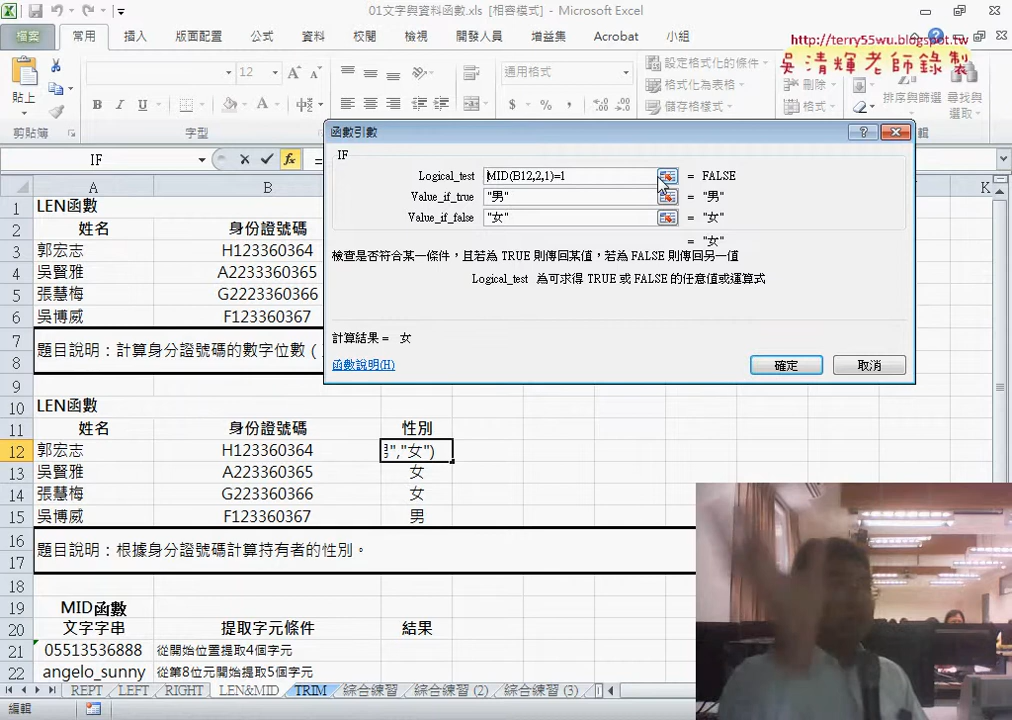 01文字與資料函數.xls [相容模式] - Microsoft Excel
檔案 常用 插入 版面配置 公式 資料 校閱 檢視 開發人員 增益集 Acrobat 小組
http://terry55wu.blogspot.tw
吳清輝老師錄製
貼上
12 A A
通用格式
設定格式化的條件
格式化為表格
儲存格樣式
刪除
格式
排序與篩選 尋找與選取
B I U
$ % ,
剪貼簿 字型
IF
函數引數
IF
Logical_test MID(B12,2,1)=1 = FALSE
Value_if_true "男" = "男"
Value_if_false "女" = "女"
= "女"
檢查是否符合某一條件，且若為 TRUE 則傳回某值，若為 FALSE 則傳回另一值
Logical_test 為可求得 TRUE 或 FALSE 的任意值或運算式
計算結果 = 女
函數說明(H)
確定 取消
A B K
1 LEN函數
2 姓名 身份證號碼
3 郭宏志 H123360364
4 吳賢雅 A2233365365
5 張慧梅 G2223360366
6 吳博威 F123360367
7 題目說明：計算身分證號碼的數字位數（
8
9
10 LEN函數
11 姓名 身份證號碼 性別
12 郭宏志 H123360364 ","女")
13 吳賢雅 A223360365 女
14 張慧梅 G223360366 女
15 吳博威 F123360367 男
16 題目說明：根據身分證號碼計算持有者的性別。
17
18
19 MID函數
20 文字字串 提取字元條件 結果
21 05513536888 從開始位置提取4個字元
22 angelo_sunny 從第8位元開始提取5個字元
REPT LEFT RIGHT LEN&MID TRIM 綜合練習 綜合練習 (2) 綜合練習 (3)
編輯